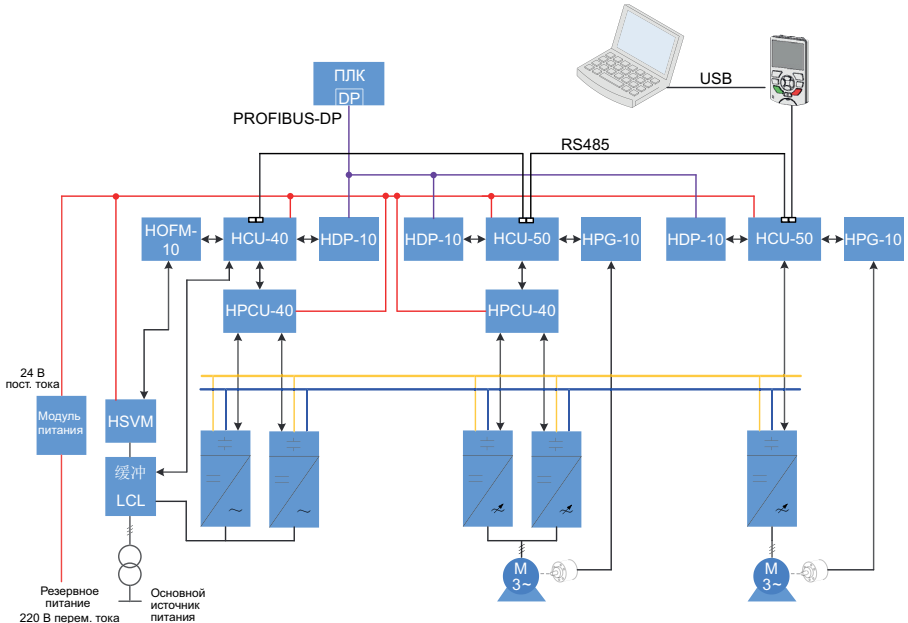 ПЛК
DP
USB
PROFIBUS-DP
RS485
HOFM-
10
HCU-40
HDP-10
HDP-10
HCU-50
HPG-10
HDP-10
HCU-50
HPG-10
HPCU-40
HPCU-40
24 В
пост. тока
Модуль
питания
HSVM
缓冲
LCL
M
3~
M
3~
Резервное
питание
220 В перем. тока
Основной
источник
питания